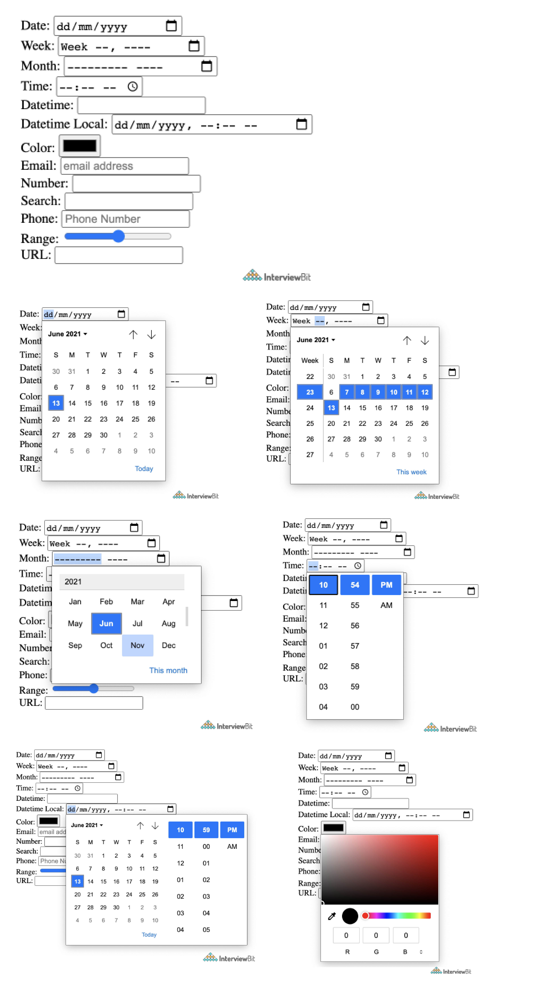 Date: dd/mm/yyyy
Week: Week --, ----
Month: --------- ----
Time: --:-- --
Datetime:
Datetime Local: dd/mm/yyyy, --:-- --
Color:
Email: email address
Number:
Search:
Phone: Phone Number
Range:
URL:
InterviewBit
Date: dd/mm/yyyy
Week:
Month
Time:
Dateti
Dateti --
Color:
Email
Numb
Search
Phone
Range
URL:
June 2021
S M T W T F S
30 31 1 2 3 4 5
6 7 8 9 10 11 12
13 14 15 16 17 18 19
20 21 22 23 24 25 26
27 28 29 30 1 2 3
4 5 6 7 8 9 10
Today
InterviewBit
Date: dd/mm/yyyy
Week: Week --, ----
Month
Time:
Datetir
Datetir
Color:
Email:
Numbe
Search
Phone:
Range:
URL:
June 2021
Week S M T W T F S
22 30 31 1 2 3 4 5
23 6 7 8 9 10 11 12
24 13 14 15 16 17 18 19
25 20 21 22 23 24 25 26
26 27 28 29 30 1 2 3
27 4 5 6 7 8 9 10
This week
InterviewBit
Date: dd/mm/yyyy
Week: Week --, ----
Month: --------- ----
Time: -
Datetim
Datetim
Color:
Email:
Number
Search:
Phone:
Range:
URL:
2021
Jan Feb Mar Apr
May Jun Jul Aug
Sep Oct Nov Dec
This month
InterviewBit
Date: dd/mm/yyyy
Week: Week --, ----
Month: --------- ----
Time: --:-- --
Dateti
Dateti --:-- --
Color:
Email:
Numb
Search
Phone
Range
URL:
10 54 PM
11 55 AM
12 56
01 57
02 58
03 59
04 00
InterviewBit
Date: dd/mm/yyyy
Week: Week --, ----
Month: --------- ----
Time: --:-- --
Datetime:
Datetime Local: dd/mm/yyyy, --:-- --
Color:
Email: email add
Number:
Search:
Phone: Phone Nu
Range:
URL:
June 2021
S M T W T F S
30 31 1 2 3 4 5
6 7 8 9 10 11 12
13 14 15 16 17 18 19
20 21 22 23 24 25 26
27 28 29 30 1 2 3
4 5 6 7 8 9 10
Today
10 59 PM
11 00 AM
12 01
01 02
02 03
03 04
04 05
InterviewBit
Date: dd/mm/yyyy
Week: Week --, ----
Month: --------- ----
Time: --:-- --
Datetime:
Datetime Local: dd/mm/yyyy, --:-- --
Color:
Email:
Numbe
Search
Phone:
Range:
URL:
0 0 0
R G B
InterviewBit